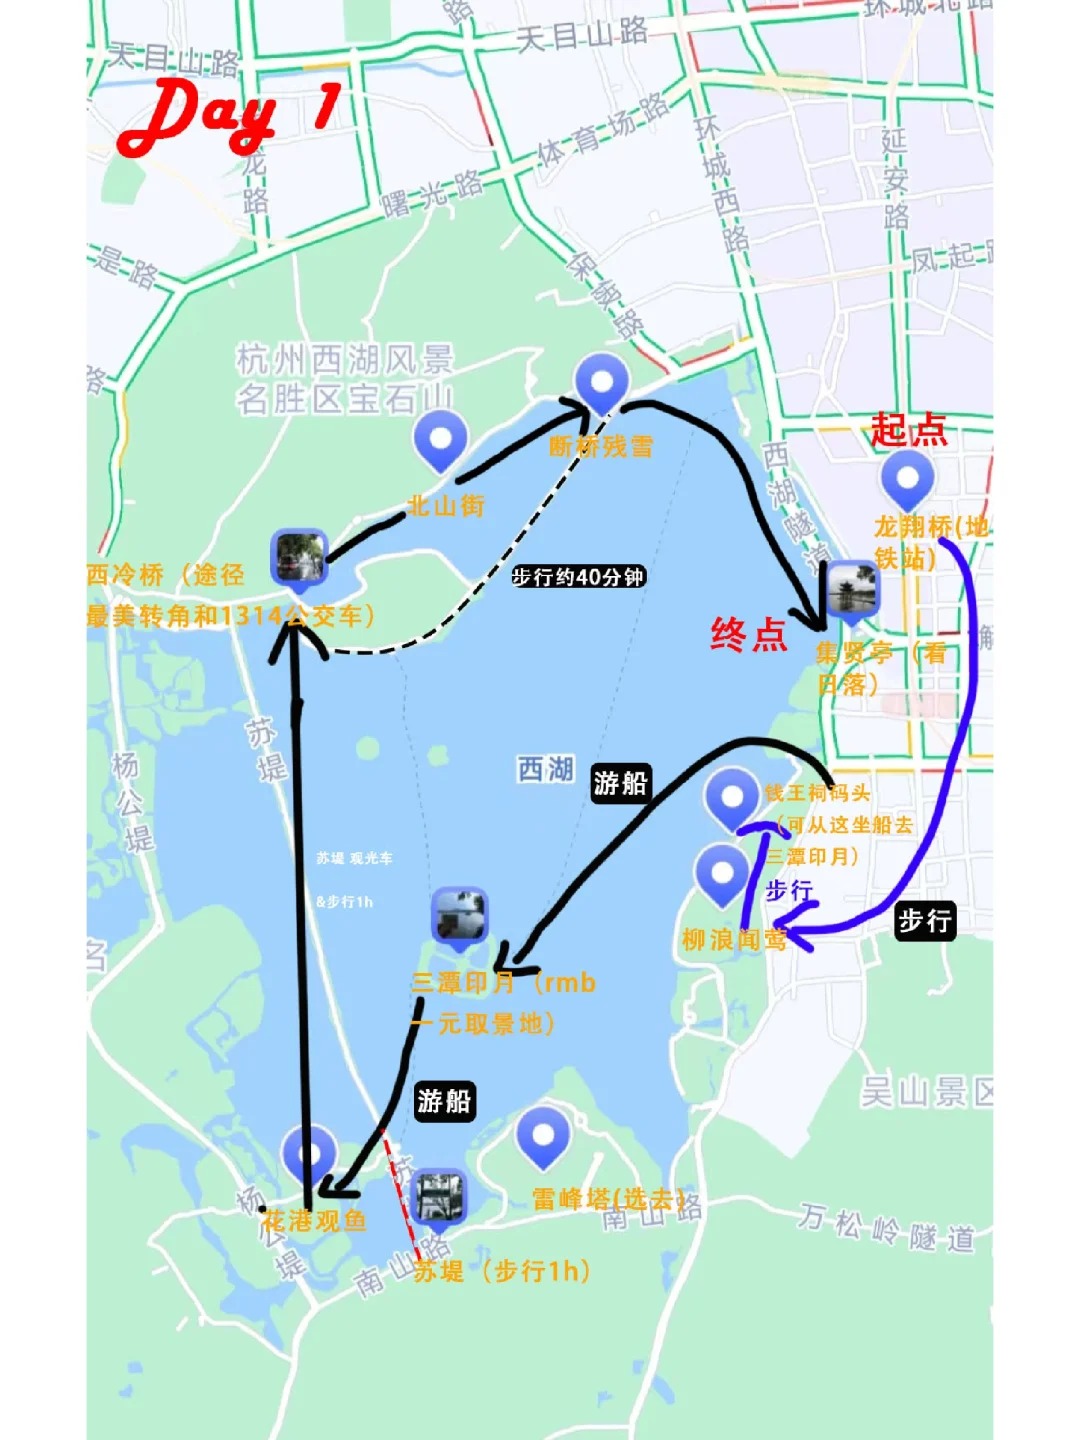 路
环城北路
天目山路
天目山路
Day 1
体育场路
环城西路
延安路
龙路
曙光路
凤起路
是路
保俶路
杭州西湖风景
名胜区宝石山
路
起点
断桥残雪
西湖隧道
北山街
龙翔桥(地
铁站)
西冷桥（途径
最美转角和1314公交车）
步行约40分钟
终点
集贤亭（看
日落）
解
苏堤
杨公堤
西湖
游船
钱王祠码头
（可从这坐船去
三潭印月）
苏堤 观光车
&步行1h
步行
步行
柳浪闻莺
名
三潭印月（rmb
一元取景地）
游船
吴山景区
苏
杨公堤
花港观鱼
雷峰塔(选去)
南山路
万松岭隧道
南山路
苏堤（步行1h）